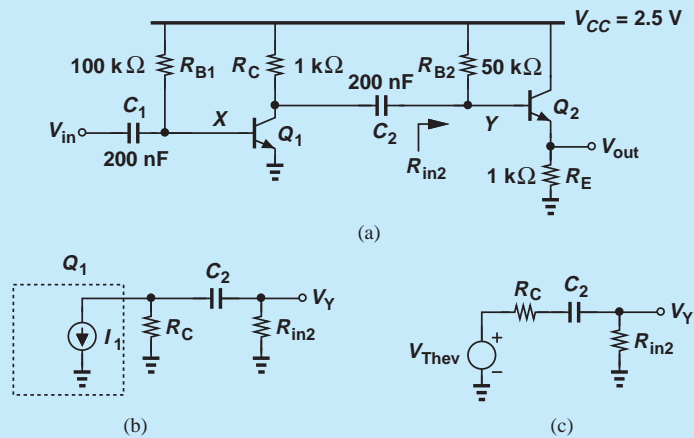 V_CC = 2.5 V
100 kΩ R_B1 R_C 1 kΩ 200 nF R_B2 50 kΩ
C_1 X Q_1 C_2 Y Q_2
V_in 200 nF R_in2 V_out
1 kΩ R_E
(a)
Q_1 C_2 V_Y
I_1 R_C R_in2
(b)
R_C C_2 V_Y
V_Thev + − R_in2
(c)